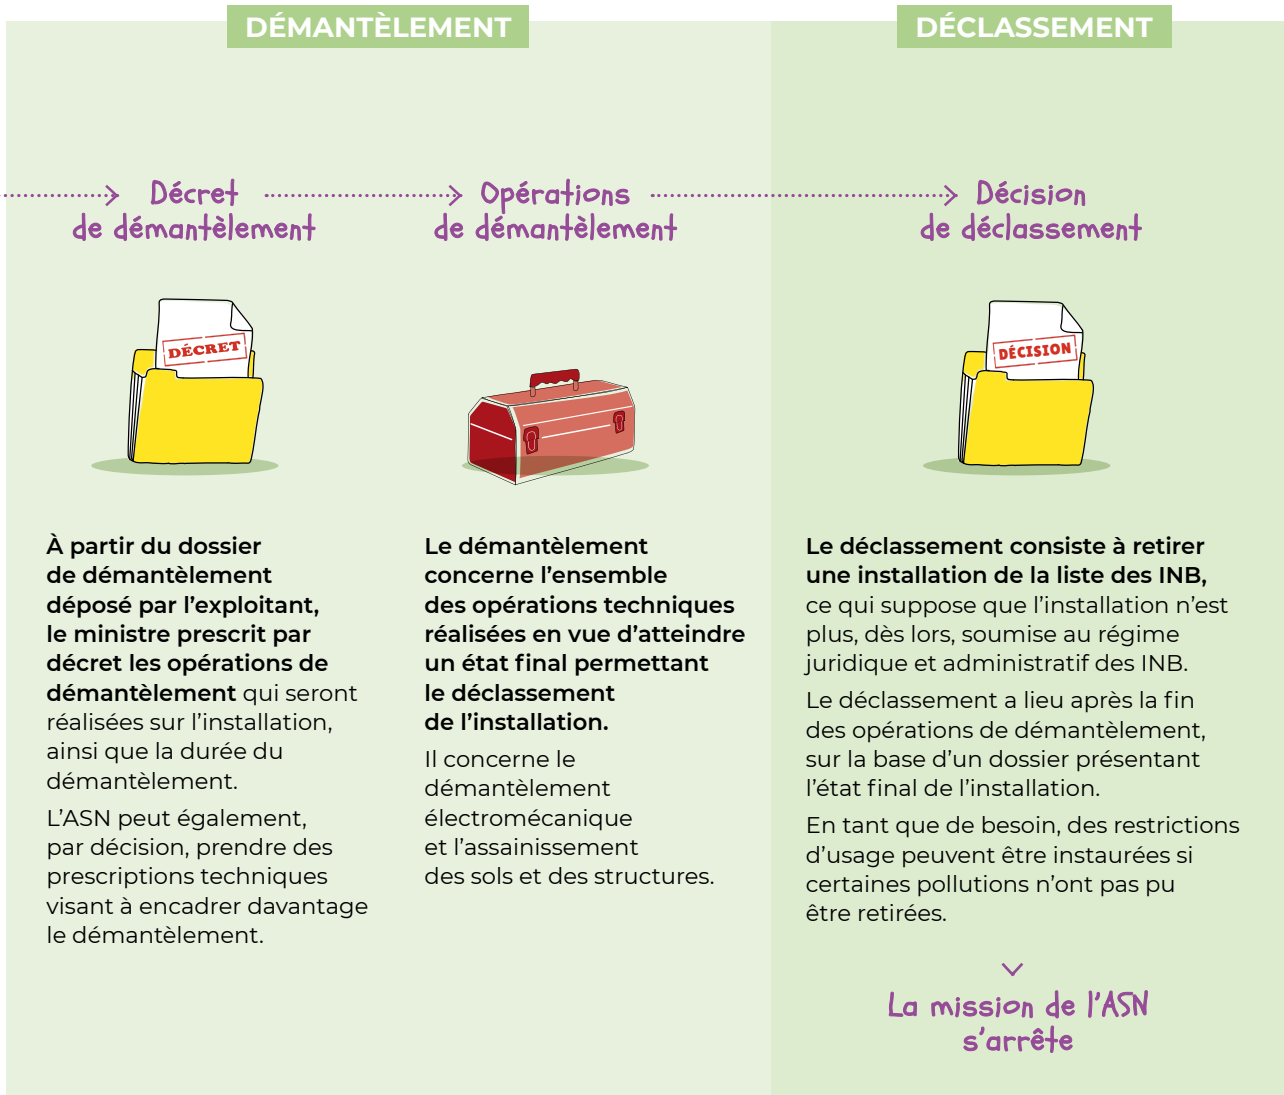 DÉMANTÈLEMENT
Décret
de démantèlement
DÉCRET
À partir du dossier
de démantèlement
déposé par l’exploitant,
le ministre prescrit par
décret les opérations de
démantèlement qui seront
réalisées sur l’installation,
ainsi que la durée du
démantèlement.
L’ASN peut également,
par décision, prendre des
prescriptions techniques
visant à encadrer davantage
le démantèlement.
Opérations
de démantèlement
Le démantèlement
concerne l’ensemble
des opérations techniques
réalisées en vue d’atteindre
un état final permettant
le déclassement
de l’installation.
Il concerne le
démantèlement
électromécanique
et l’assainissement
des sols et des structures.
DÉCLASSEMENT
Décision
de déclassement
DÉCISION
Le déclassement consiste à retirer
une installation de la liste des INB,
ce qui suppose que l’installation n’est
plus, dès lors, soumise au régime
juridique et administratif des INB.
Le déclassement a lieu après la fin
des opérations de démantèlement,
sur la base d’un dossier présentant
l’état final de l’installation.
En tant que de besoin, des restrictions
d’usage peuvent être instaurées si
certaines pollutions n’ont pas pu
être retirées.
La mission de l’ASN
s’arrête